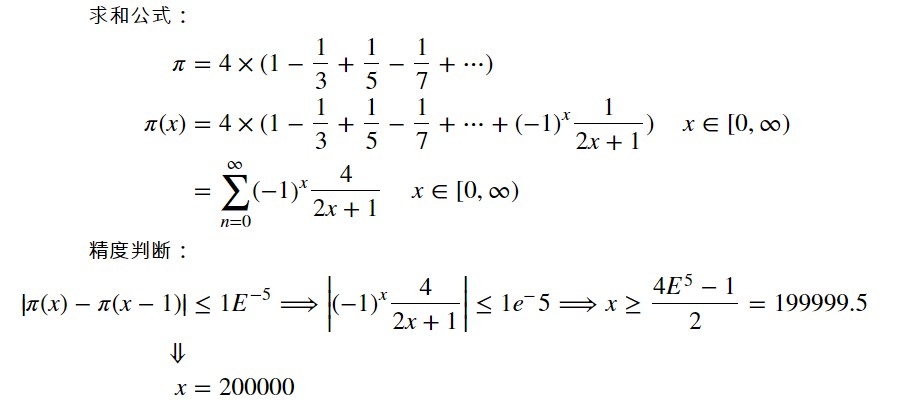 求和公式：
π = 4 × (1 − 1/3 + 1/5 − 1/7 + ⋯)
π(x) = 4 × (1 − 1/3 + 1/5 − 1/7 + ⋯ + (−1)^x 1/(2x + 1))  x ∈ [0, ∞)
= ∑_{n=0}^{∞} (−1)^x 4/(2x + 1)  x ∈ [0, ∞)
精度判断：
|π(x) − π(x − 1)| ≤ 1E^{−5} ⟹ |(−1)^x 4/(2x + 1)| ≤ 1e^−5 ⟹ x ≥ (4E^5 − 1)/2 = 199999.5
⇓
x = 200000